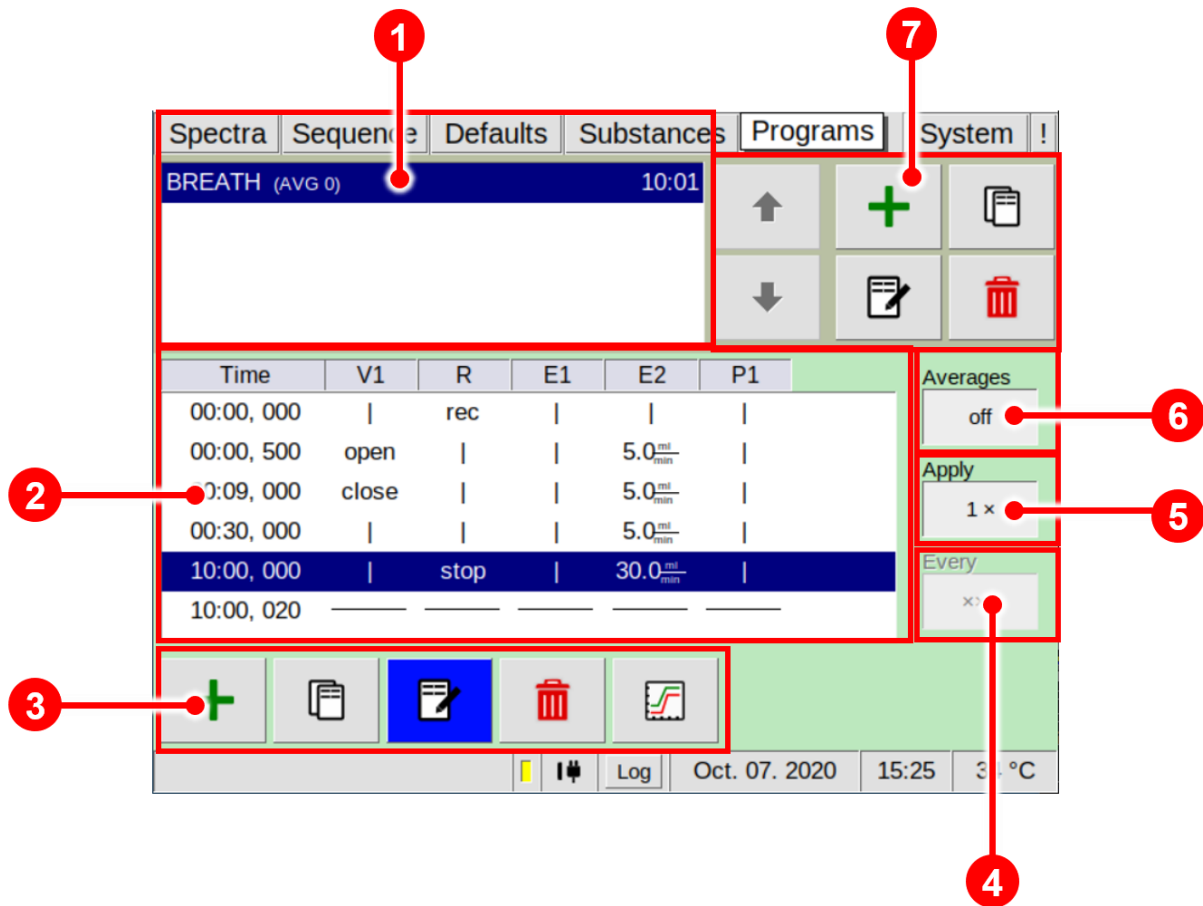 1
7
Spectra Sequence Defaults Substances Programs System !
BREATH (AVG 0) 10:01
Time V1 R E1 E2 P1
00:00, 000 | rec | | |
00:00, 500 open | | 5.0 ml/min |
00:09, 000 close | | 5.0 ml/min |
00:30, 000 | | | 5.0 ml/min |
10:00, 000 | stop | 30.0 ml/min |
10:00, 020
Averages
off
6
Apply
1 ×
5
2
Every
4
3
Log Oct. 07. 2020 15:25 °C